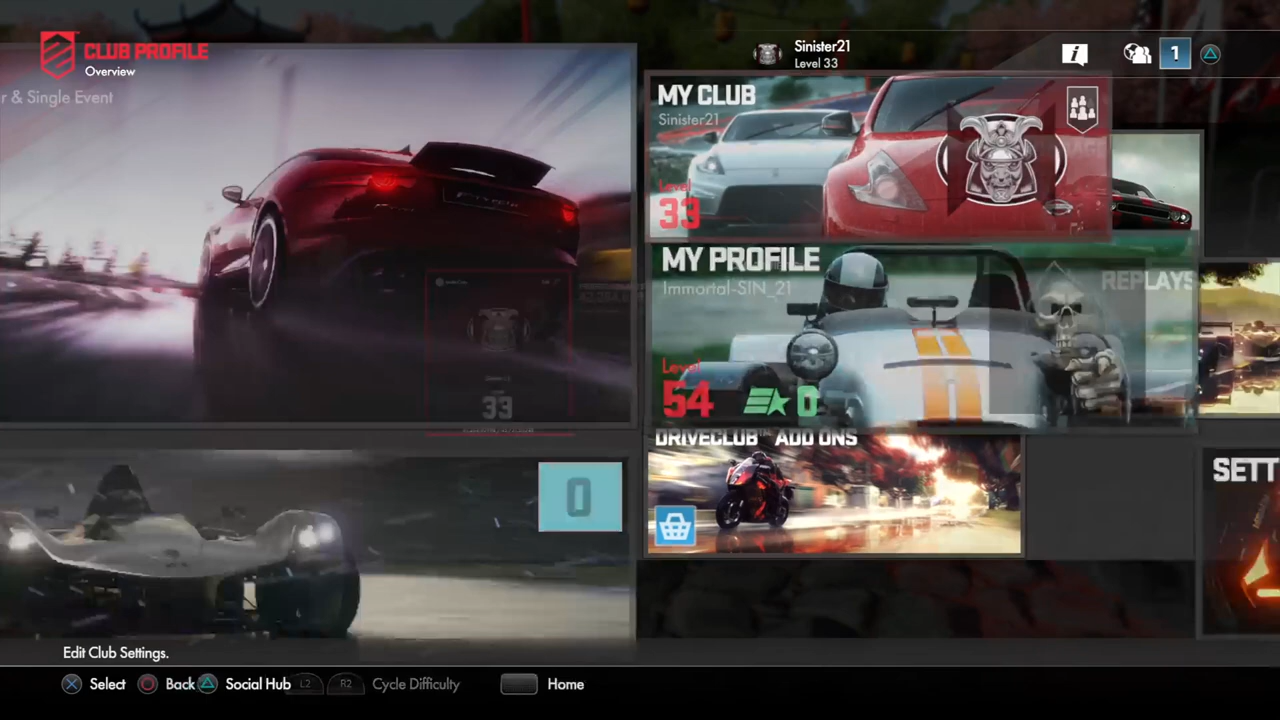 CLUB PROFILE
Overview
r & Single Event
Sinister21
Level 33
1
MY CLUB
Sinister21
Level
33
MY PROFILE
Immortal-SIN_21
REPLAYS
Level
54
0
33
DRIVECLUB™ ADD ONS
0
SETT
Edit Club Settings.
Select
Back
Social Hub
L2
R2
Cycle Difficulty
Home